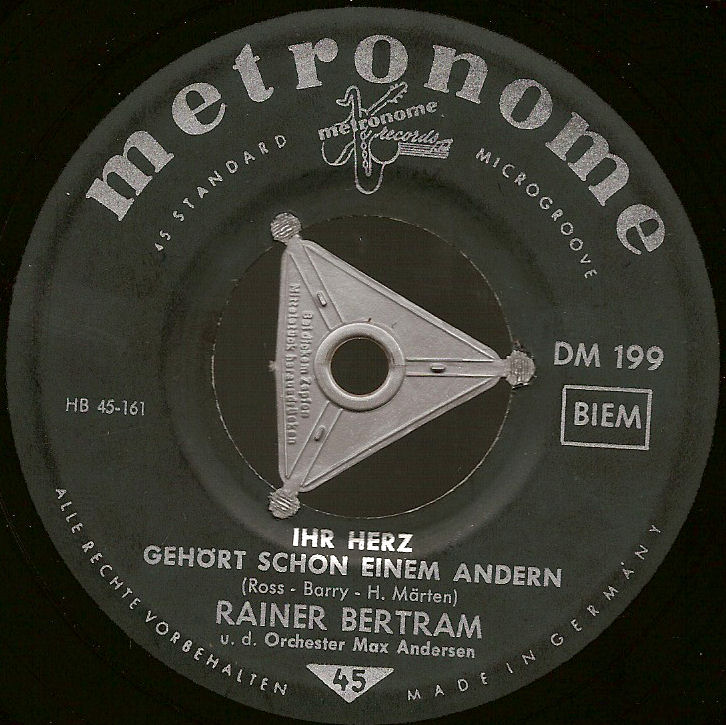 metronome
metronome
records
45 STANDARD
MICROGROOVE
DM 199
HB 45-161
BIEM
IHR HERZ
GEHÖRT SCHON EINEM ANDERN
(Ross - Barry - H. Märten)
RAINER BERTRAM
u. d. Orchester Max Andersen
45
ALLE RECHTE VORBEHALTEN
MADE IN GERMANY